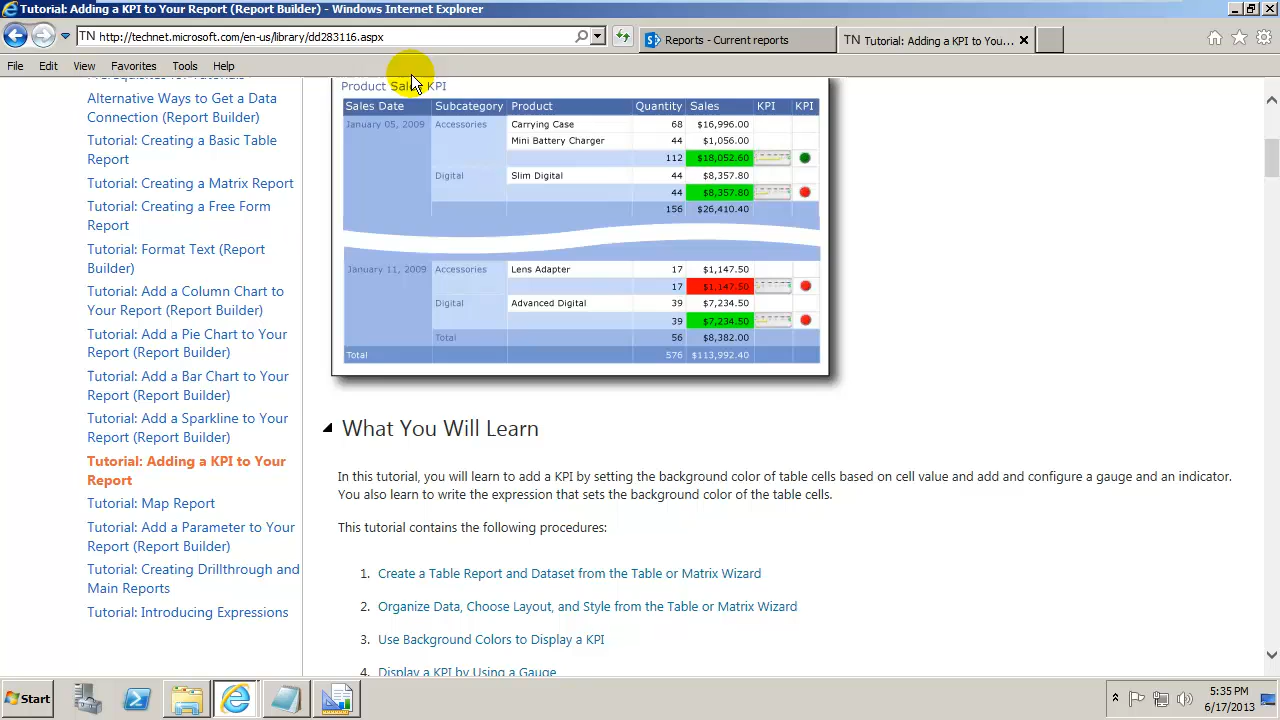 Tutorial: Adding a KPI to Your Report (Report Builder) - Windows Internet Explorer
TN http://technet.microsoft.com/en-us/library/dd283116.aspx
Reports - Current reports
TN Tutorial: Adding a KPI to You...
File Edit View Favorites Tools Help
Prerequisites for Tutorials
Alternative Ways to Get a Data
Connection (Report Builder)
Tutorial: Creating a Basic Table
Report
Tutorial: Creating a Matrix Report
Tutorial: Creating a Free Form
Report
Tutorial: Format Text (Report
Builder)
Tutorial: Add a Column Chart to
Your Report (Report Builder)
Tutorial: Add a Pie Chart to Your
Report (Report Builder)
Tutorial: Add a Bar Chart to Your
Report (Report Builder)
Tutorial: Add a Sparkline to Your
Report (Report Builder)
Tutorial: Adding a KPI to Your
Report
Tutorial: Map Report
Tutorial: Add a Parameter to Your
Report (Report Builder)
Tutorial: Creating Drillthrough and
Main Reports
Tutorial: Introducing Expressions
Product Sales KPI
Sales Date Subcategory Product Quantity Sales KPI KPI
January 05, 2009 Accessories Carrying Case 68 $16,996.00
Mini Battery Charger 44 $1,056.00
112 $18,052.60
Digital Slim Digital 44 $8,357.80
44 $8,357.80
156 $26,410.40
January 11, 2009 Accessories Lens Adapter 17 $1,147.50
17 $1,147.50
Digital Advanced Digital 39 $7,234.50
39 $7,234.50
Total 56 $8,382.00
Total 576 $113,992.40
What You Will Learn
In this tutorial, you will learn to add a KPI by setting the background color of table cells based on cell value and add and configure a gauge and an indicator.
You also learn to write the expression that sets the background color of the table cells.
This tutorial contains the following procedures:
1. Create a Table Report and Dataset from the Table or Matrix Wizard
2. Organize Data, Choose Layout, and Style from the Table or Matrix Wizard
3. Use Background Colors to Display a KPI
4. Display a KPI by Using a Gauge
Start
5:35 PM
6/17/2013